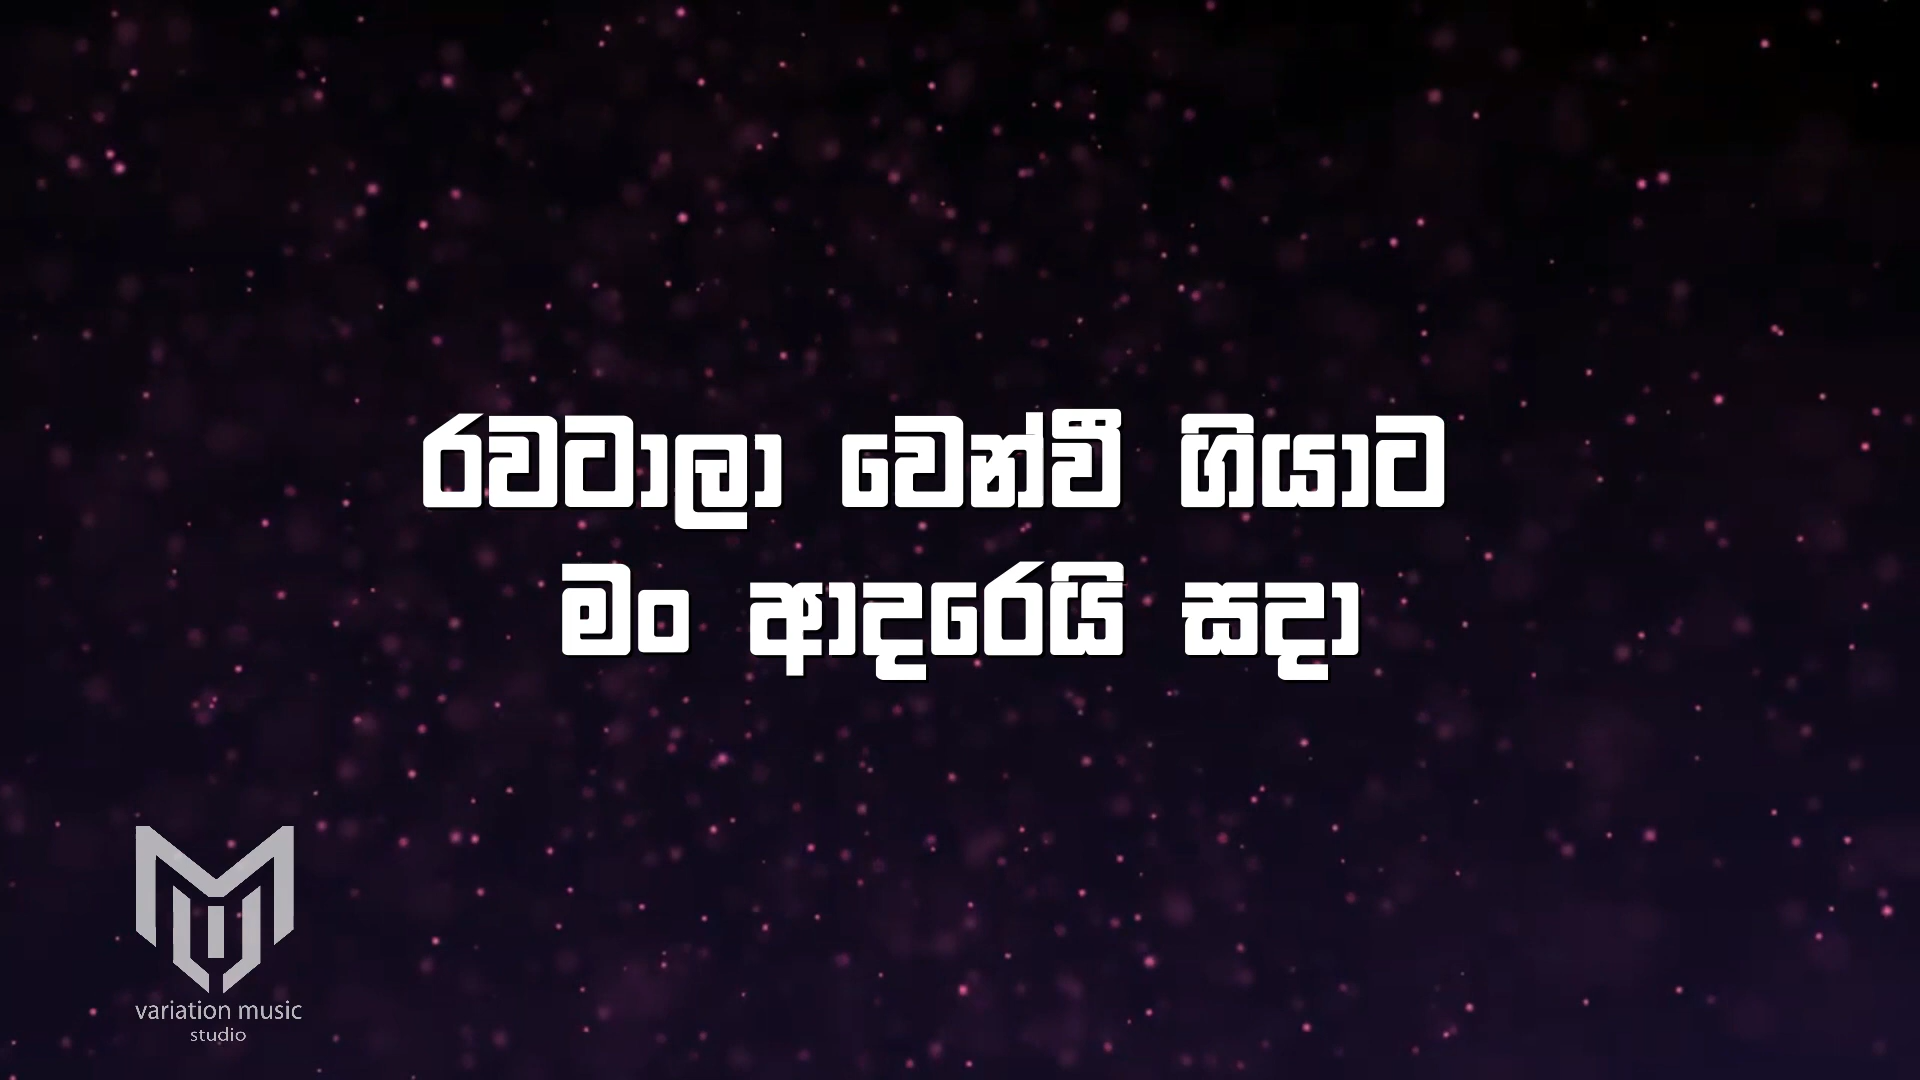 රවටාලා වෙන්වී ගියාට
මං ආදරෙයි සදා
variation music
studio